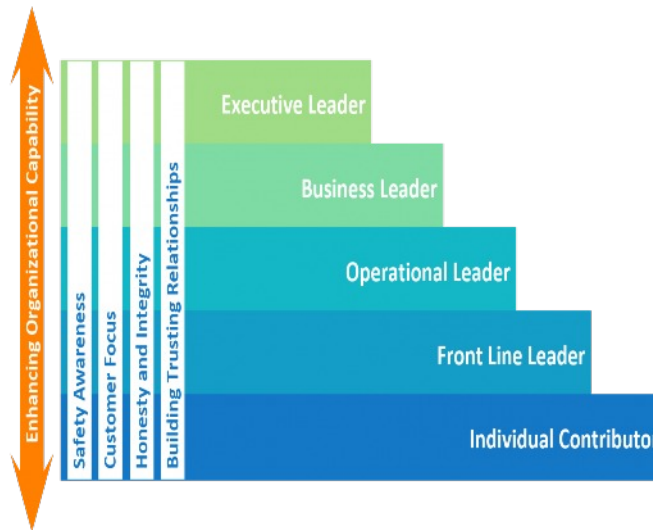 Enhancing Organizational Capability
Safety Awareness
Customer Focus
Honesty and Integrity
Building Trusting Relationships
Executive Leader
Business Leader
Operational Leader
Front Line Leader
Individual Contributor